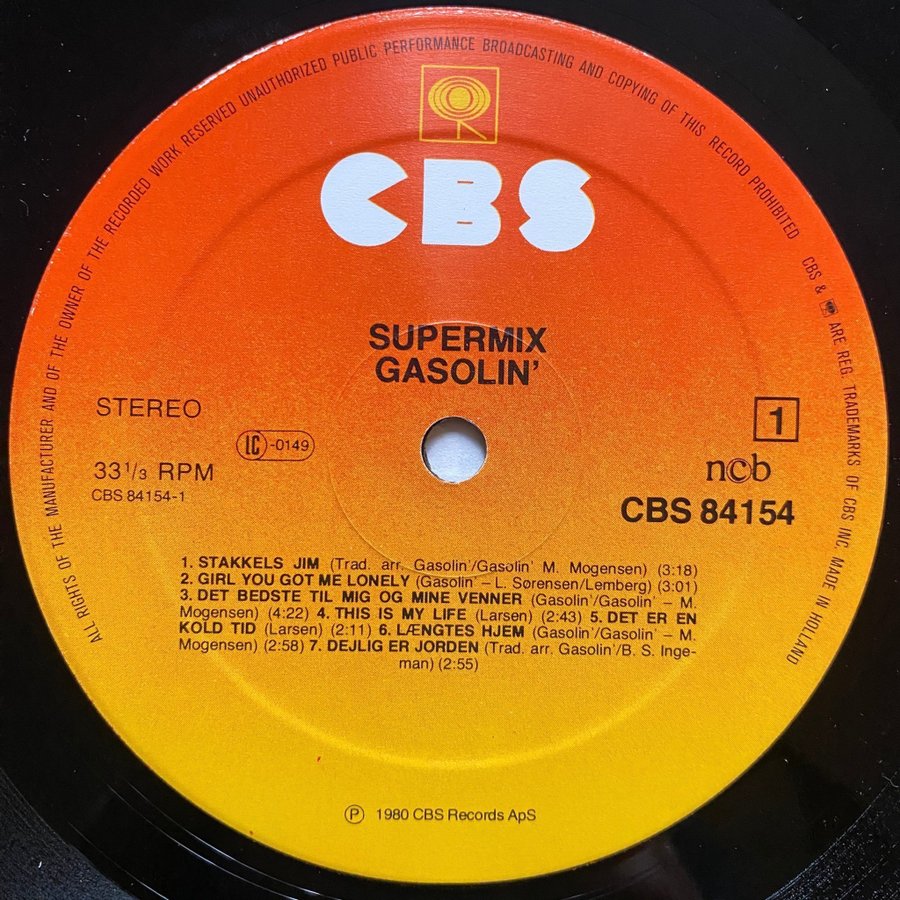 ALL RIGHTS OF THE MANUFACTURER AND OF THE OWNER OF THE RECORDED WORK RESERVED UNAUTHORIZED PUBLIC PERFORMANCE BROADCASTING AND COPYING OF THIS RECORD PROHIBITED
CBS & ARE REG. TRADEMARKS OF CBS INC. MADE IN HOLLAND
CBS
SUPERMIX
GASOLIN'
STEREO
LC-0149
33 1/3 RPM
CBS 84154-1
1
ncb
CBS 84154
1. STAKKELS JIM (Trad. arr. Gasolin'/Gasolin' M. Mogensen) (3:18)
2. GIRL YOU GOT ME LONELY (Gasolin' – L. Sørensen/Lemberg) (3:01)
3. DET BEDSTE TIL MIG OG MINE VENNER (Gasolin'/Gasolin' – M.
Mogensen) (4:22) 4. THIS IS MY LIFE (Larsen) (2:43) 5. DET ER EN
KOLD TID (Larsen) (2:11) 6. LÆNGTES HJEM (Gasolin'/Gasolin' – M.
Mogensen) (2:58) 7. DEJLIG ER JORDEN (Trad. arr. Gasolin'/B. S. Inge-
man) (2:55)
Ⓟ 1980 CBS Records ApS